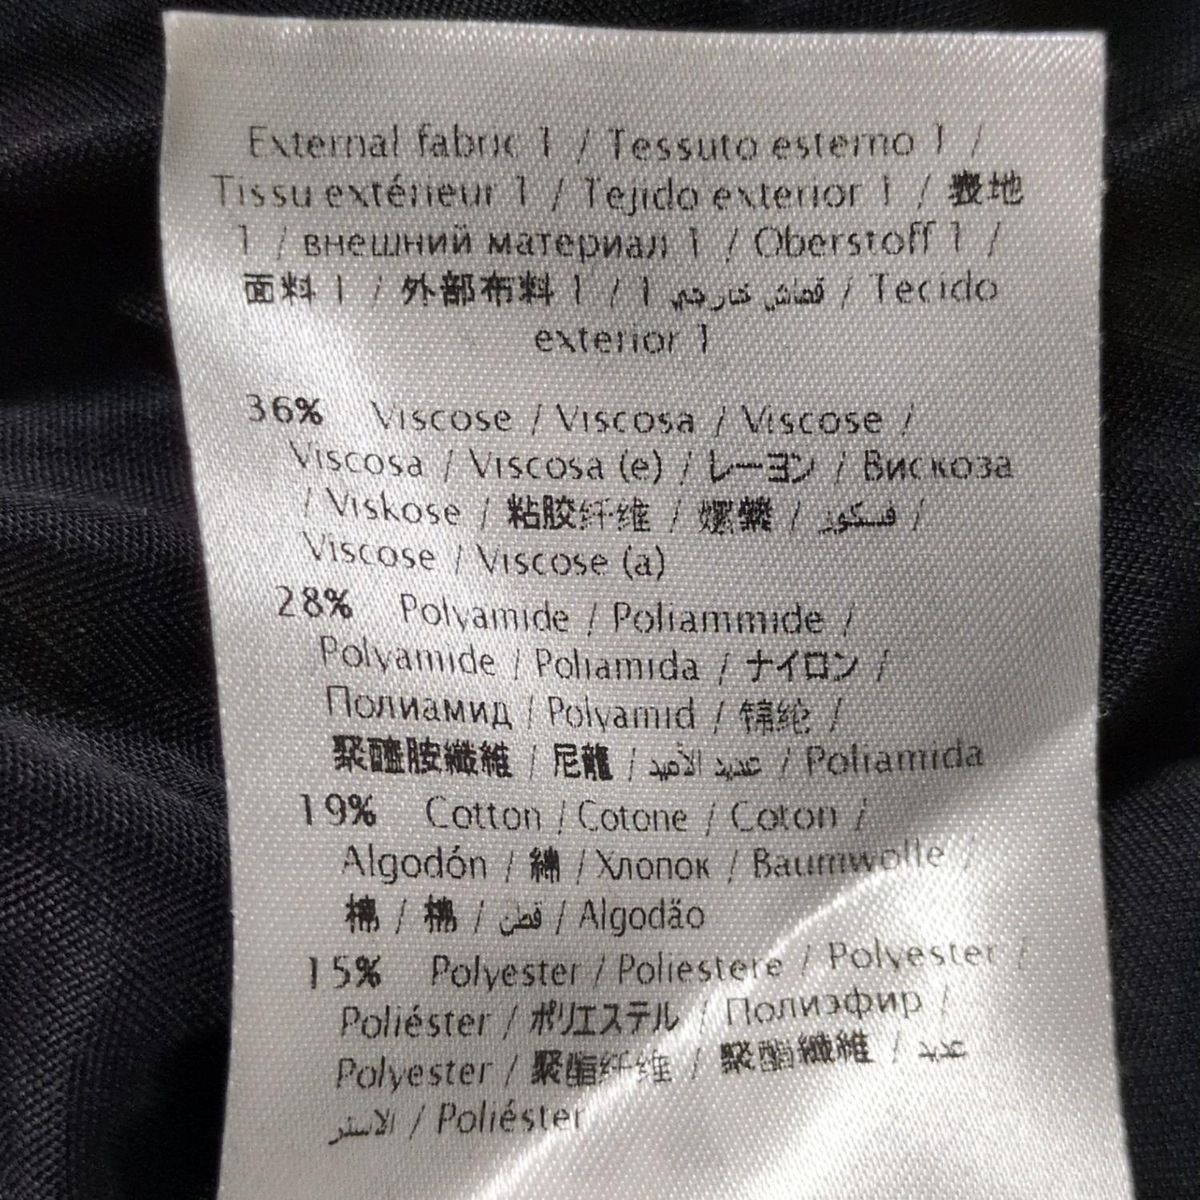 External fabric 1 / Tessuto esterno 1 /
Tissu extérieur 1 / Tejido exterior 1 / 表地
1 / внешний материал 1 / Oberstoff 1 /
面料 1 / 外部布料 1 / 1 قماش خارجي / Tecido
exterior 1
36% Viscose / Viscosa / Viscose /
Viscosa / Viscosa (e) / レーヨン / Вискоза
/ Viskose / 粘胶纤维 / 嫘縈 / فسكوز /
Viscose / Viscose (a)
28% Polyamide / Poliammide /
Polyamide / Poliamida / ナイロン /
Полиамид / Polyamid / 锦纶 /
聚醯胺纖維 / 尼龍 / عديد الأميد / Poliamida
19% Cotton / Cotone / Coton /
Algodón / 綿 / Хлопок / Baumwolle /
棉 / 棉 / قطن / Algodão
15% Polyester / Poliestere / Polyester /
Poliéster / ポリエステル / Полиэфир /
Polyester / 聚酯纤维 / 聚酯纖維 / عديد
الاستر / Poliéster